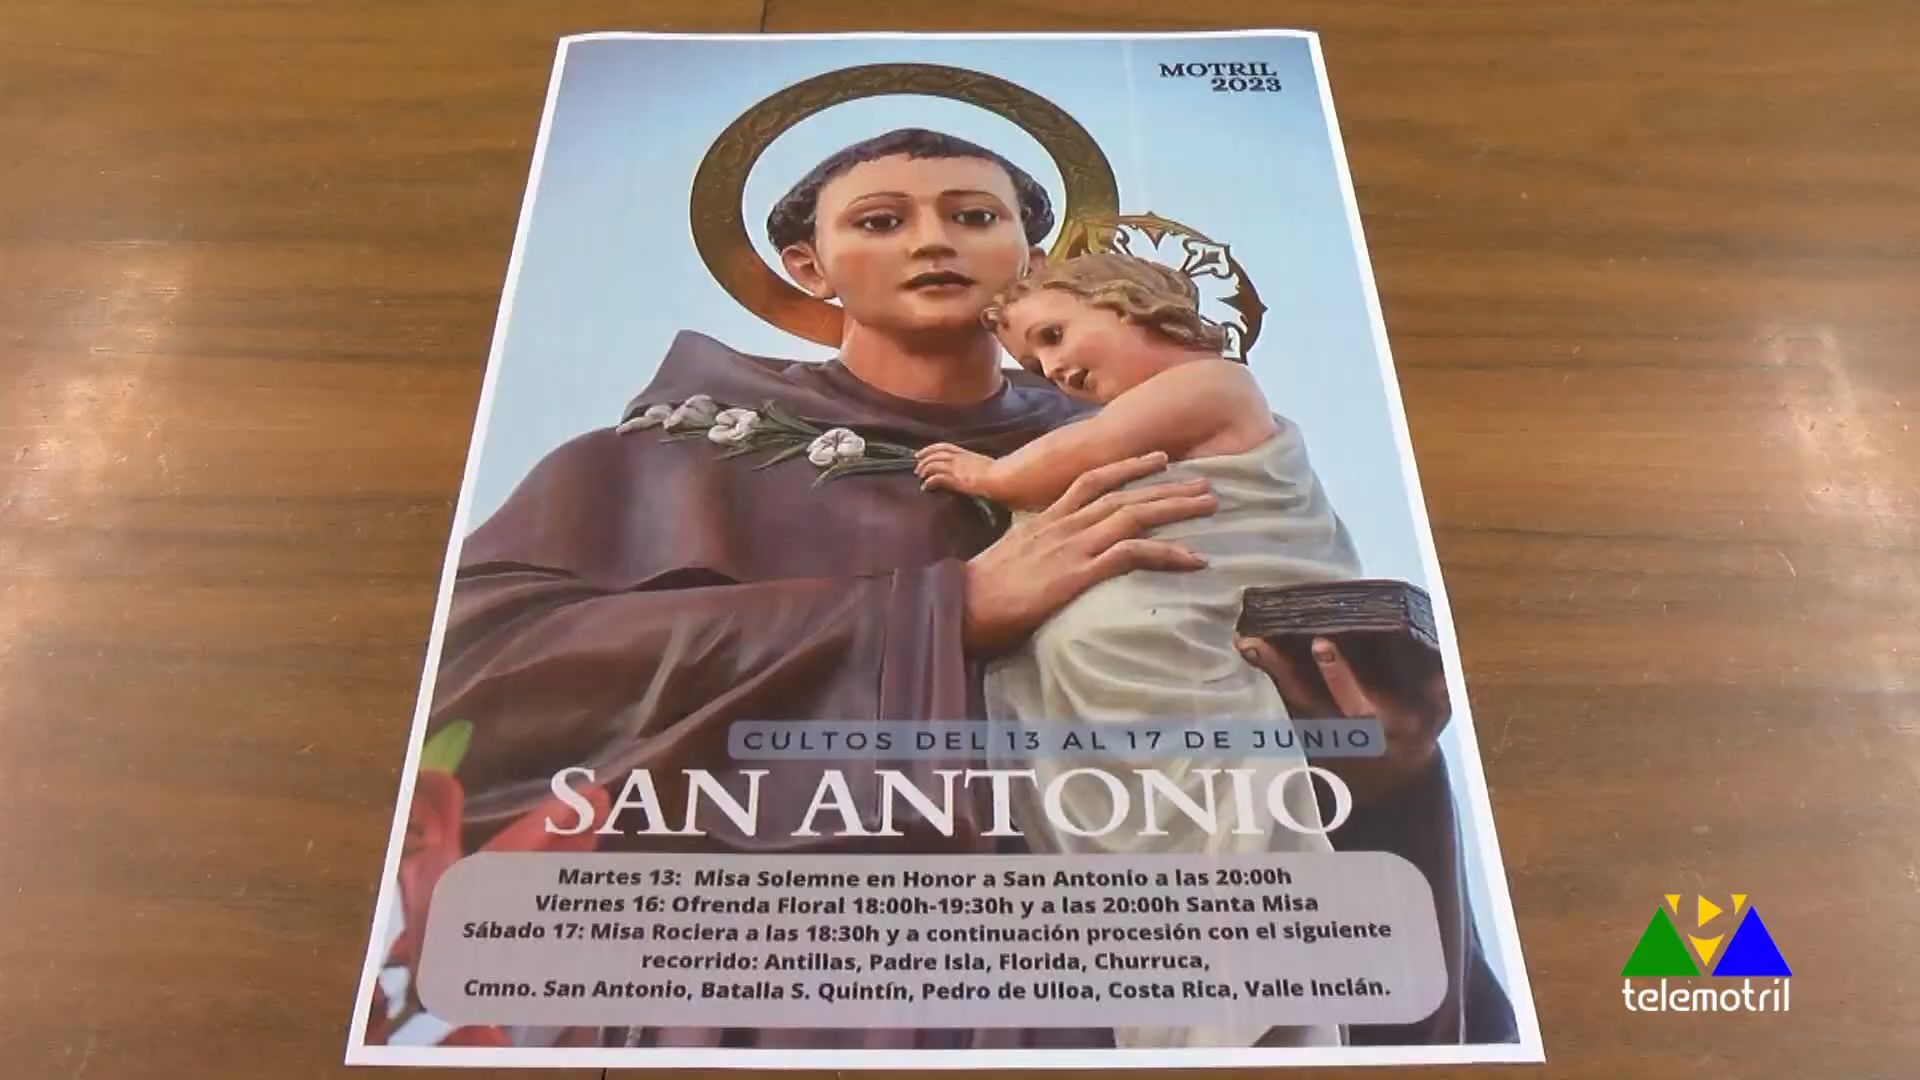 MOTRIL
2023
CULTOS DEL 13 AL 17 DE JUNIO
SAN ANTONIO
Martes 13: Misa Solemne en Honor a San Antonio a las 20:00h
Viernes 16: Ofrenda Floral 18:00h-19:30h y a las 20:00h Santa Misa
Sábado 17: Misa Rociera a las 18:30h y a continuación procesión con el siguiente
recorrido: Antillas, Padre Isla, Florida, Churruca,
Cmno. San Antonio, Batalla S. Quintín, Pedro de Ulloa, Costa Rica, Valle Inclán.
telemotril